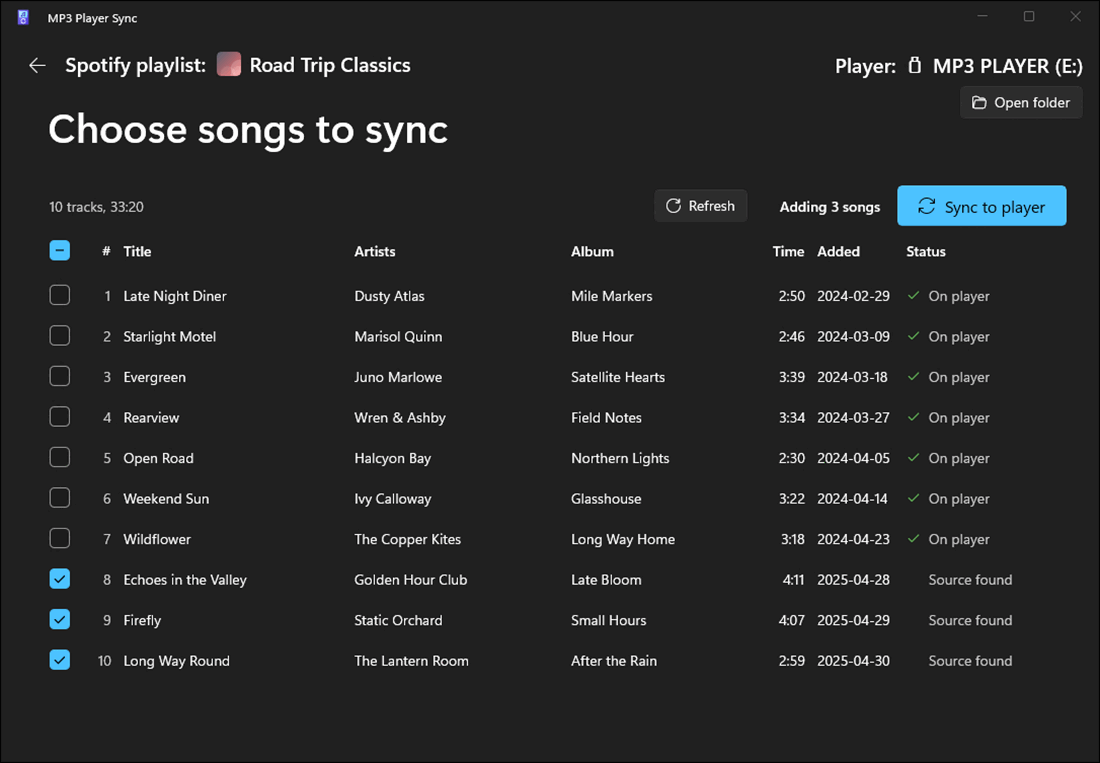 MP3 Player Sync
Spotify playlist: Road Trip Classics
Player: MP3 PLAYER (E:)
Open folder
Choose songs to sync
10 tracks, 33:20
Refresh
Adding 3 songs
Sync to player
# Title Artists Album Time Added Status
1 Late Night Diner Dusty Atlas Mile Markers 2:50 2024-02-29 On player
2 Starlight Motel Marisol Quinn Blue Hour 2:46 2024-03-09 On player
3 Evergreen Juno Marlowe Satellite Hearts 3:39 2024-03-18 On player
4 Rearview Wren & Ashby Field Notes 3:34 2024-03-27 On player
5 Open Road Halcyon Bay Northern Lights 2:30 2024-04-05 On player
6 Weekend Sun Ivy Calloway Glasshouse 3:22 2024-04-14 On player
7 Wildflower The Copper Kites Long Way Home 3:18 2024-04-23 On player
8 Echoes in the Valley Golden Hour Club Late Bloom 4:11 2025-04-28 Source found
9 Firefly Static Orchard Small Hours 4:07 2025-04-29 Source found
10 Long Way Round The Lantern Room After the Rain 2:59 2025-04-30 Source found